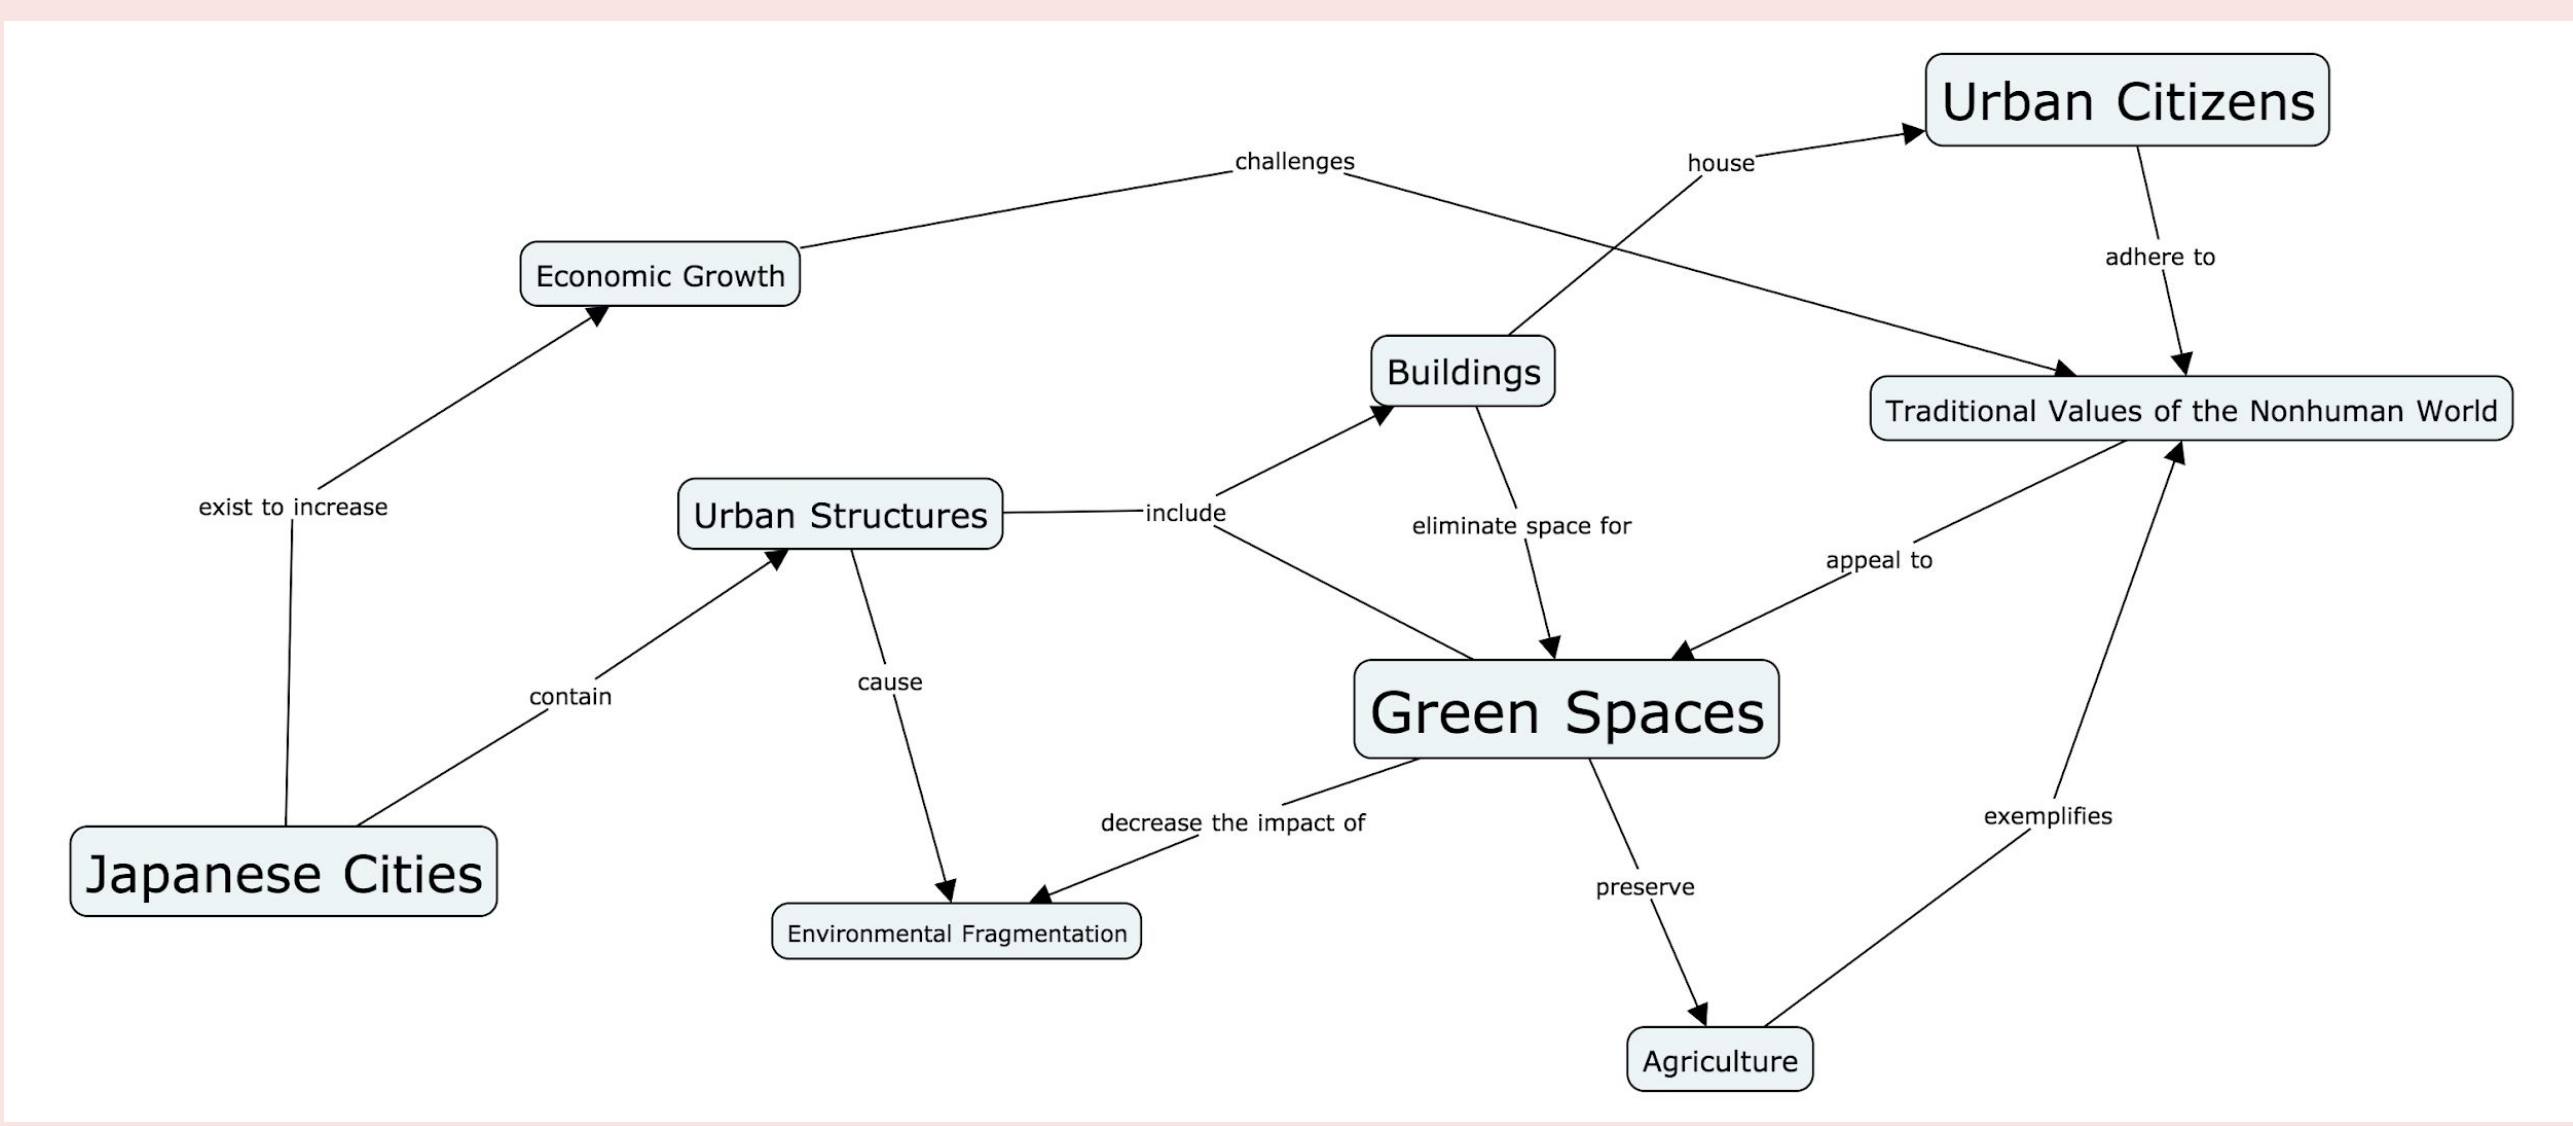 Urban Citizens
challenges
house
adhere to
Economic Growth
Buildings
Traditional Values of the Nonhuman World
exist to increase
Urban Structures
include
eliminate space for
appeal to
contain
cause
Green Spaces
decrease the impact of
exemplifies
Japanese Cities
preserve
Environmental Fragmentation
Agriculture